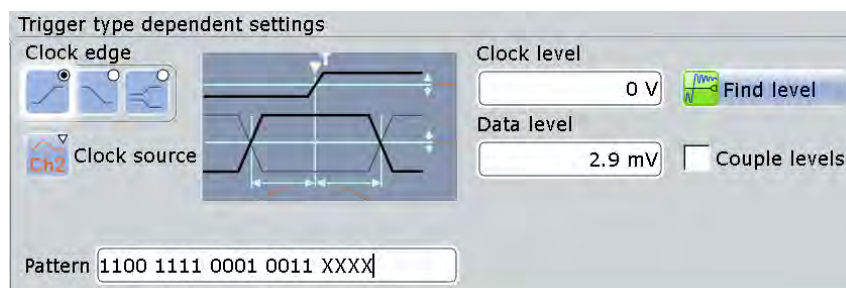 Trigger type dependent settings
Clock edge
T
Clock level
0 V
Find level
Data level
Ch2
Clock source
2.9 mV
Couple levels
Pattern 1100 1111 0001 0011 XXXX